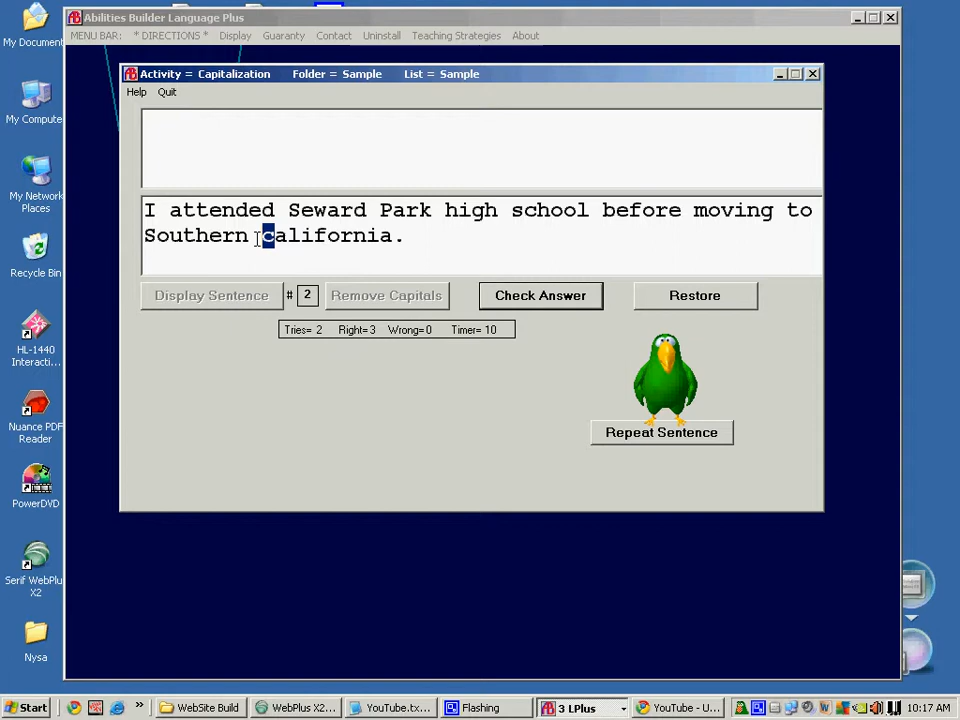 Abilities Builder Language Plus
MENU BAR: * DIRECTIONS * Display Guaranty Contact Uninstall Teaching Strategies About
Activity = Capitalization Folder = Sample List = Sample
Help Quit
I attended Seward Park high school before moving to
Southern california.
Display Sentence # 2 Remove Capitals Check Answer Restore
Tries= 2 Right=3 Wrong=0 Timer= 10
Repeat Sentence
My Document
My Compute
My Network
Places
Recycle Bin
HL-1440
Interacti...
Nuance PDF
Reader
PowerDVD
Serif WebPlu
X2
Nysa
Start » WebSite Build WebPlus X2... YouTube.tx... Flashing 3 LPlus YouTube - U... 10:17 AM